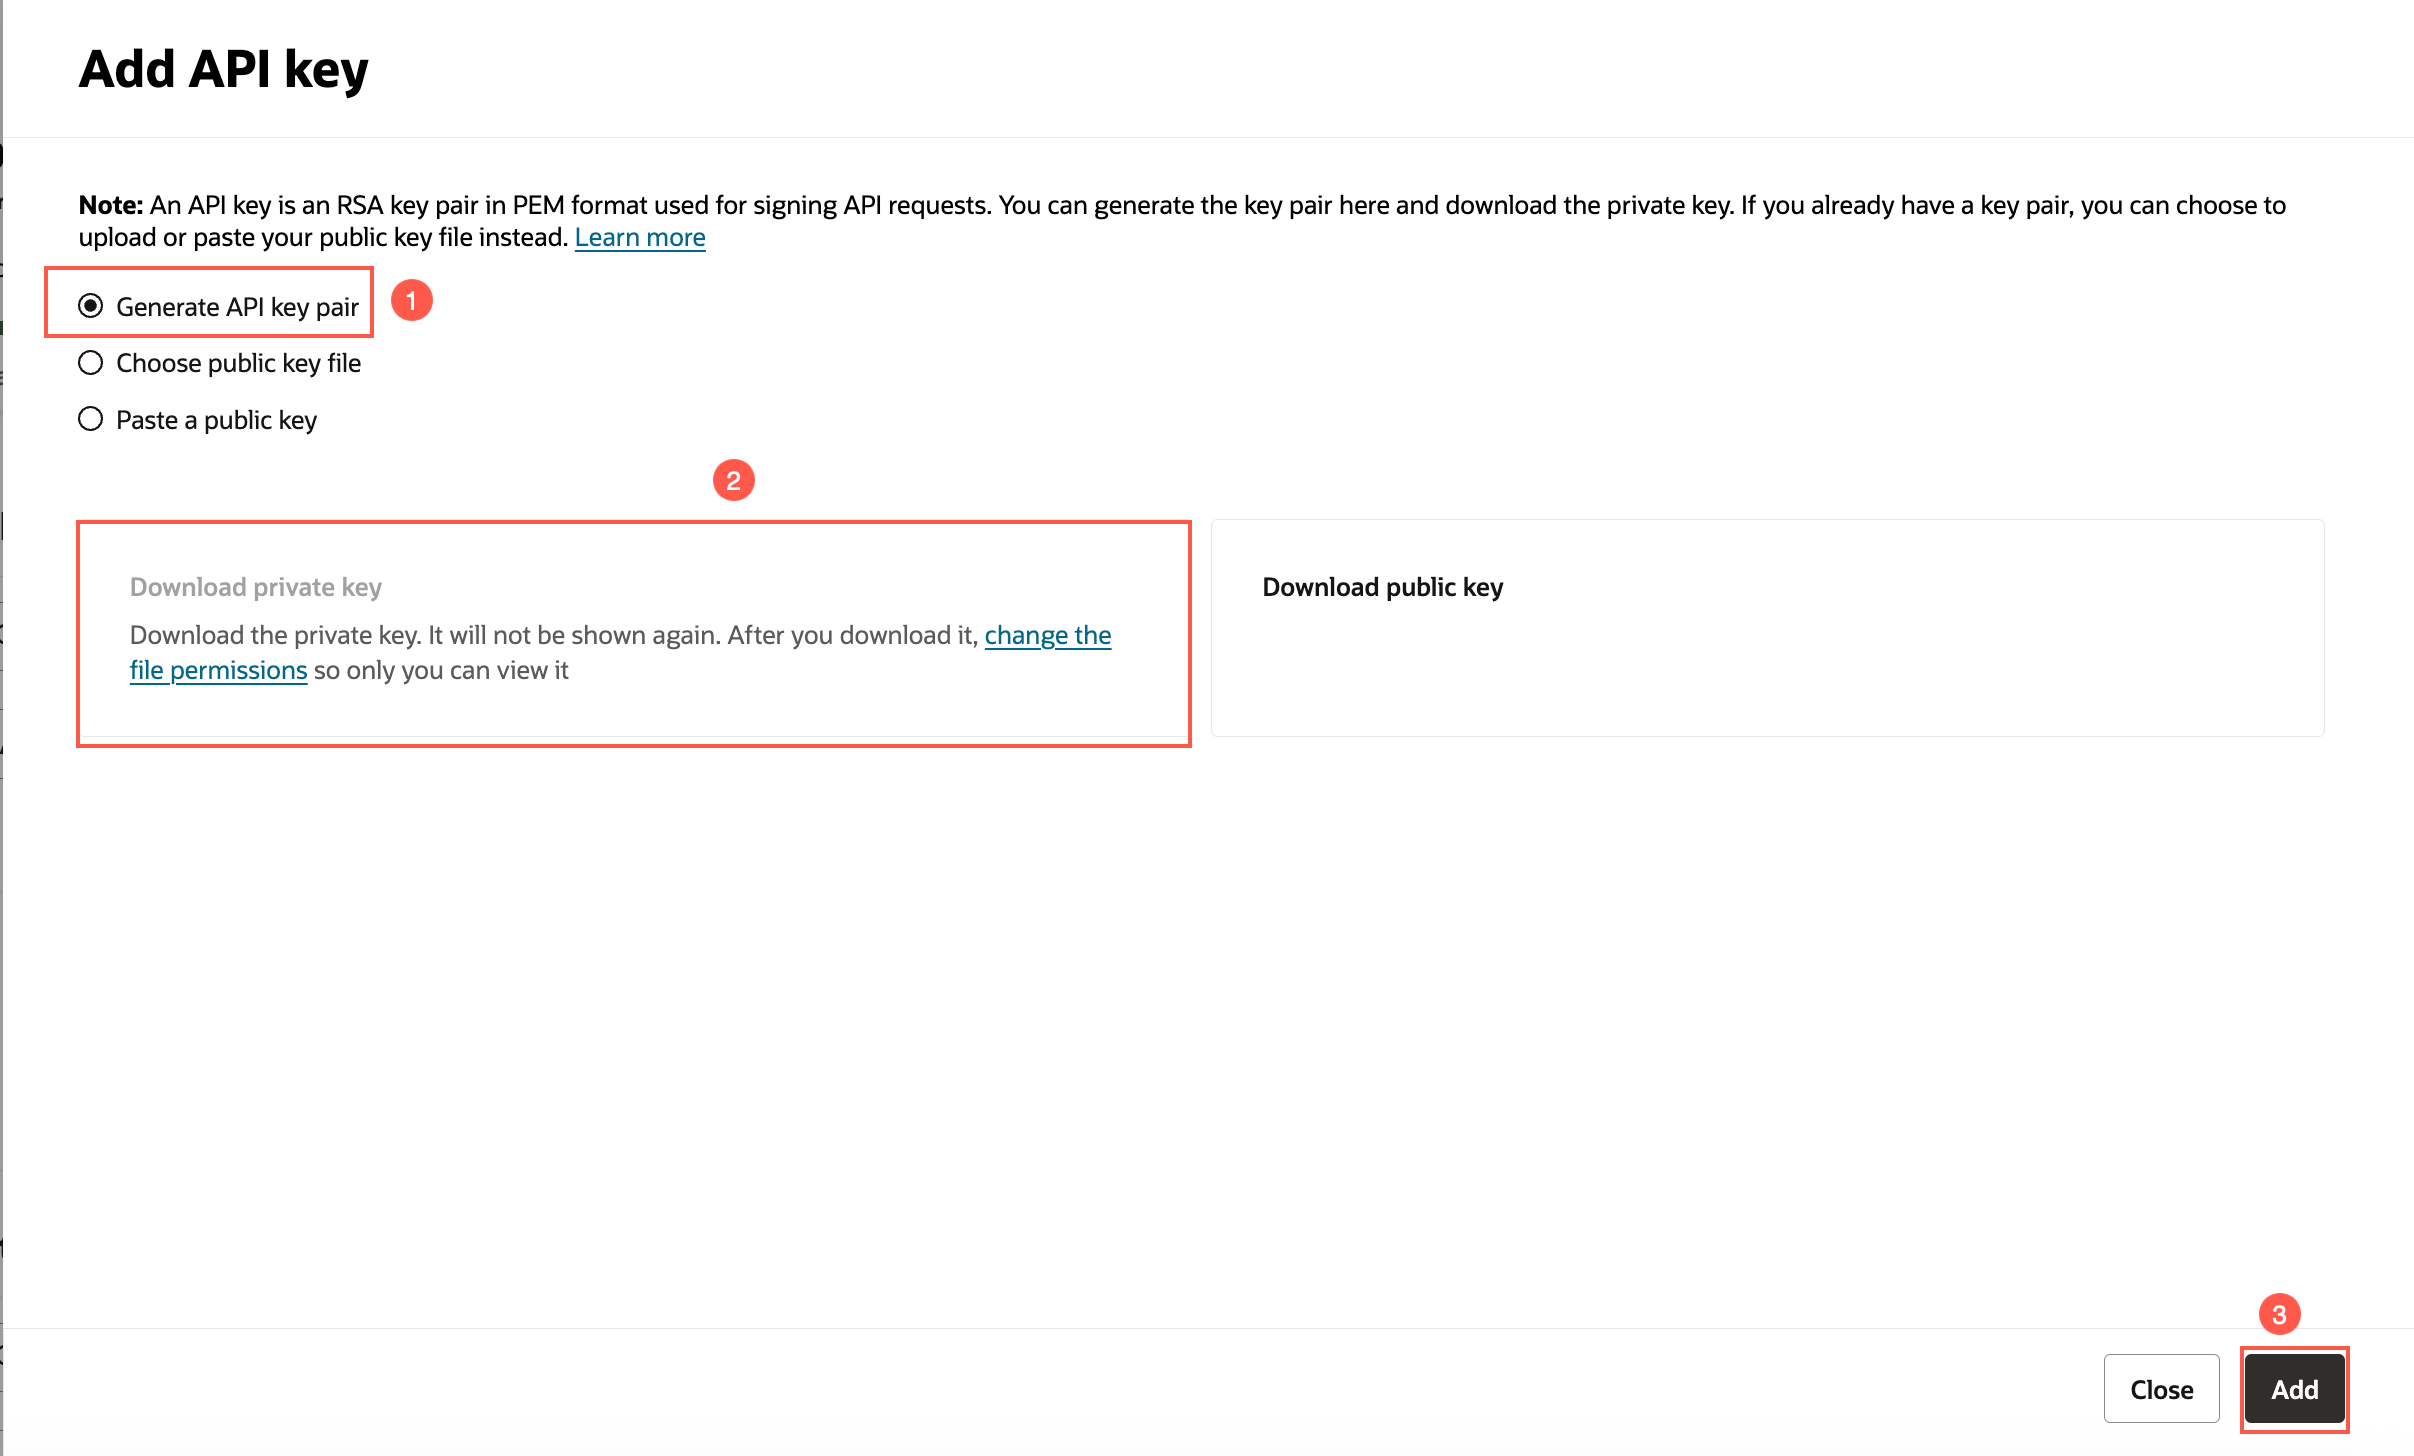 Add API key
Note: An API key is an RSA key pair in PEM format used for signing API requests. You can generate the key pair here and download the private key. If you already have a key pair, you can choose to
upload or paste your public key file instead. Learn more
Generate API key pair
1
Choose public key file
Paste a public key
2
Download private key
Download the private key. It will not be shown again. After you download it, change the
file permissions so only you can view it
Download public key
3
Close
Add